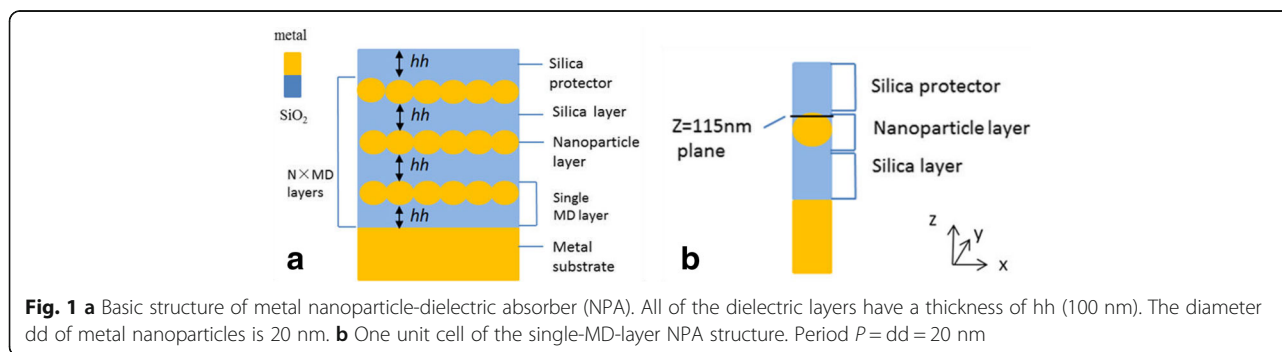 metal
SiO₂
hh
hh
hh
hh
N×MD
layers
Silica
protector
Silica layer
Nanoparticle
layer
Single
MD layer
Metal
substrate
a
Z=115nm
plane
Silica protector
Nanoparticle layer
Silica layer
z
y
x
b
Fig. 1 a Basic structure of metal nanoparticle-dielectric absorber (NPA). All of the dielectric layers have a thickness of hh (100 nm). The diameter
dd of metal nanoparticles is 20 nm. b One unit cell of the single-MD-layer NPA structure. Period P = dd = 20 nm